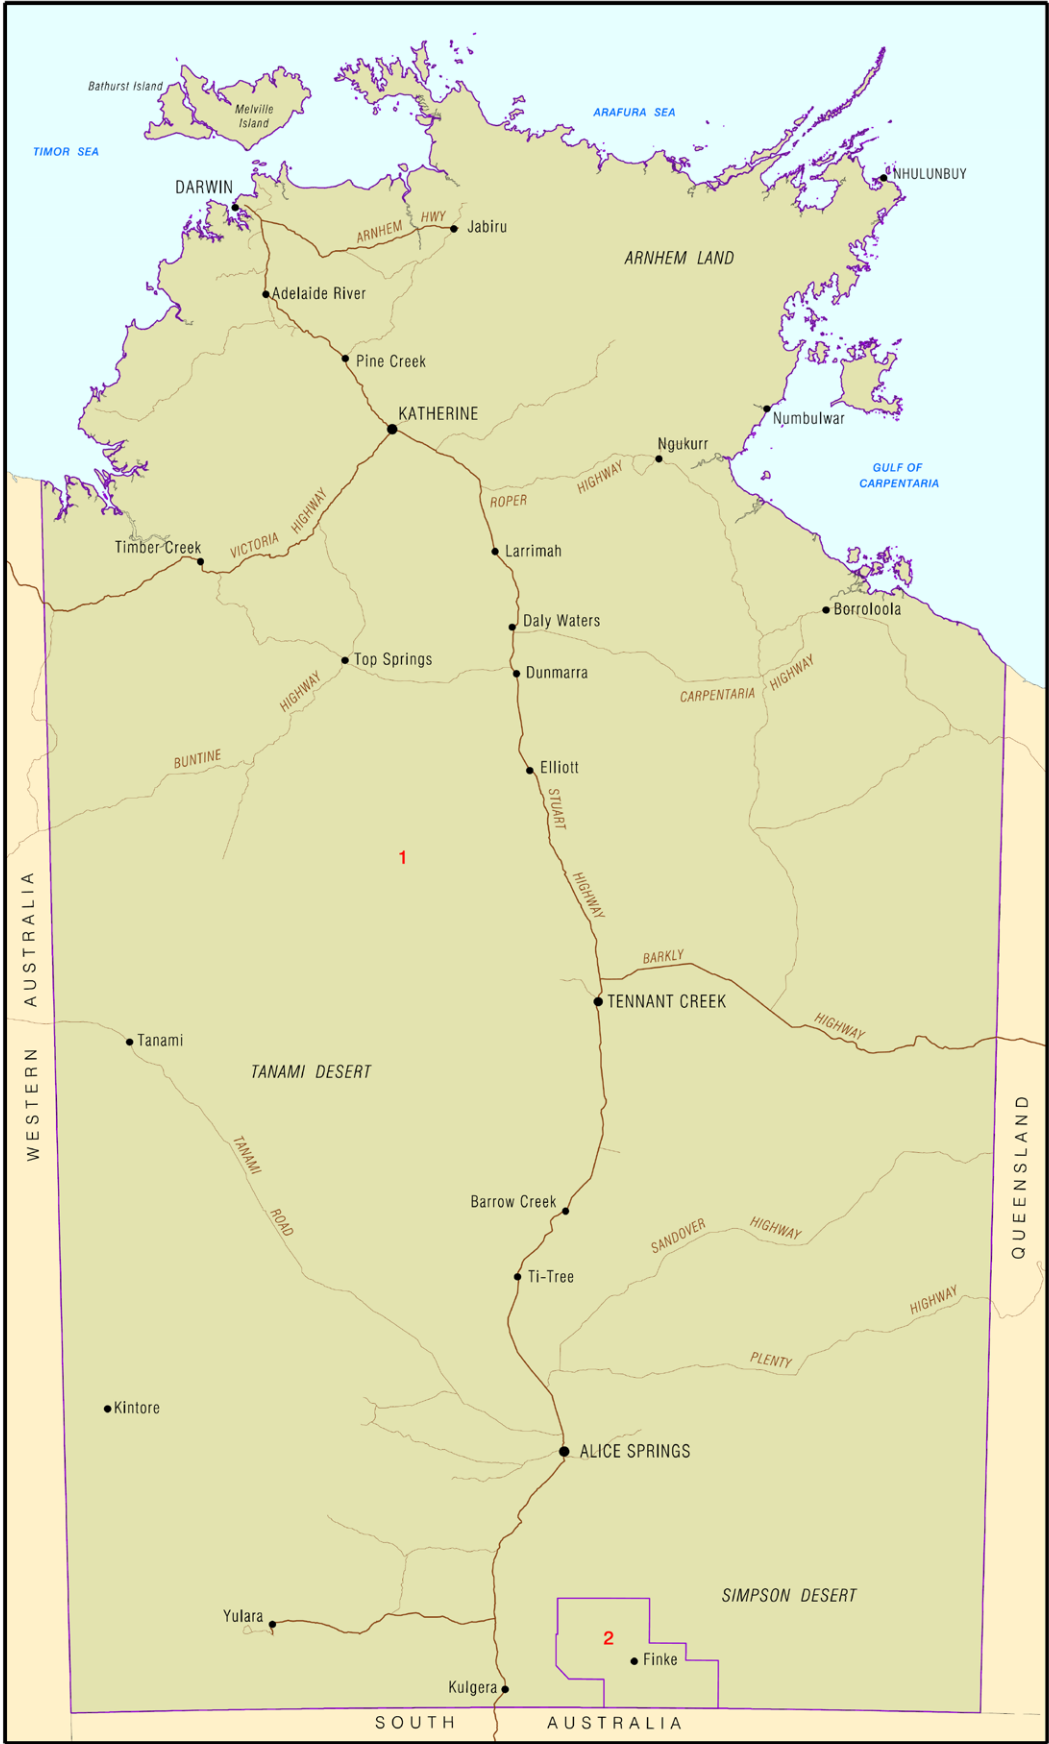 Bathurst Island
Melville
Island
ARAFURA SEA
TIMOR SEA
DARWIN
NHULUNBUY
ARNHEM HWY
Jabiru
ARNHEM LAND
Adelaide River
Pine Creek
KATHERINE
Numbulwar
Ngukurr
GULF OF
CARPENTARIA
ROPER HIGHWAY
VICTORIA HIGHWAY
Timber Creek
Larrimah
Borroloola
Daly Waters
Top Springs
Dunmarra
CARPENTARIA HIGHWAY
BUNTINE HIGHWAY
Elliott
STUART HIGHWAY
1
WESTERN AUSTRALIA
BARKLY HIGHWAY
TENNANT CREEK
Tanami
TANAMI DESERT
TANAMI ROAD
QUEENSLAND
Barrow Creek
SANDOVER HIGHWAY
Ti-Tree
PLENTY HIGHWAY
Kintore
ALICE SPRINGS
SIMPSON DESERT
Yulara
2
Finke
Kulgera
SOUTH AUSTRALIA